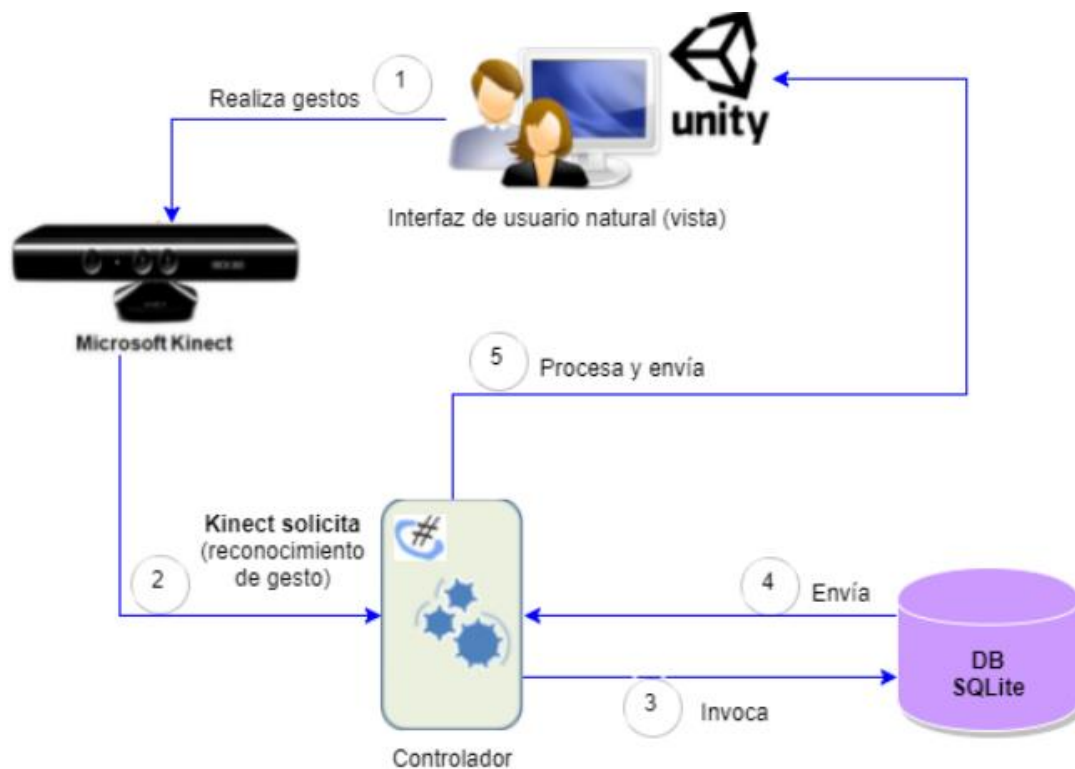 1
Realiza gestos
unity
Interfaz de usuario natural (vista)
Microsoft Kinect
5
Procesa y envía
Kinect solicita
(reconocimiento
de gesto)
2
C#
4
Envía
DB
SQLite
3
Invoca
Controlador